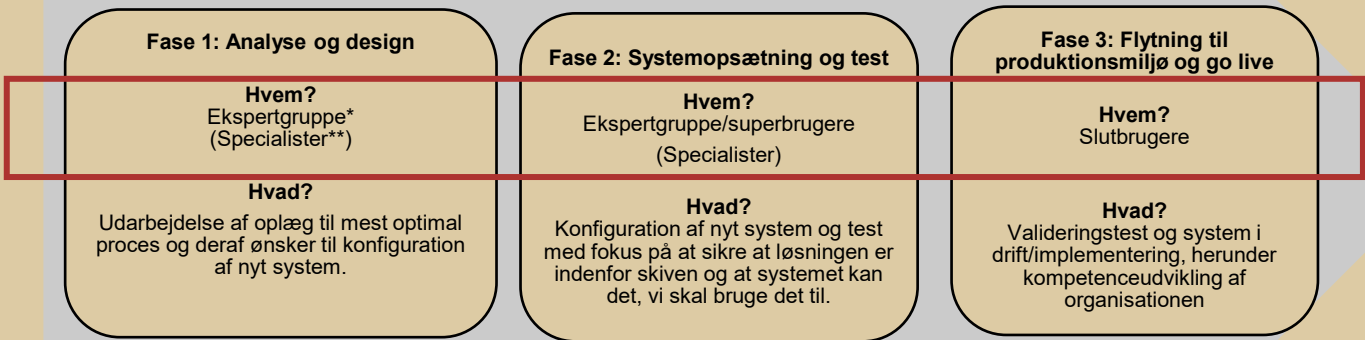 Fase 1: Analyse og design
Hvem?
Ekspertgruppe*
(Specialister**)
Hvad?
Udarbejdelse af oplæg til mest optimal
proces og deraf ønsker til konfiguration
af nyt system.
Fase 2: Systemopsætning og test
Hvem?
Ekspertgruppe/superbrugere
(Specialister)
Hvad?
Konfiguration af nyt system og test
med fokus på at sikre at løsningen er
indenfor skiven og at systemet kan
det, vi skal bruge det til.
Fase 3: Flytning til
produktionsmiljø og go live
Hvem?
Slutbrugere
Hvad?
Valideringstest og system i
drift/implementering, herunder
kompetenceudvikling af
organisationen